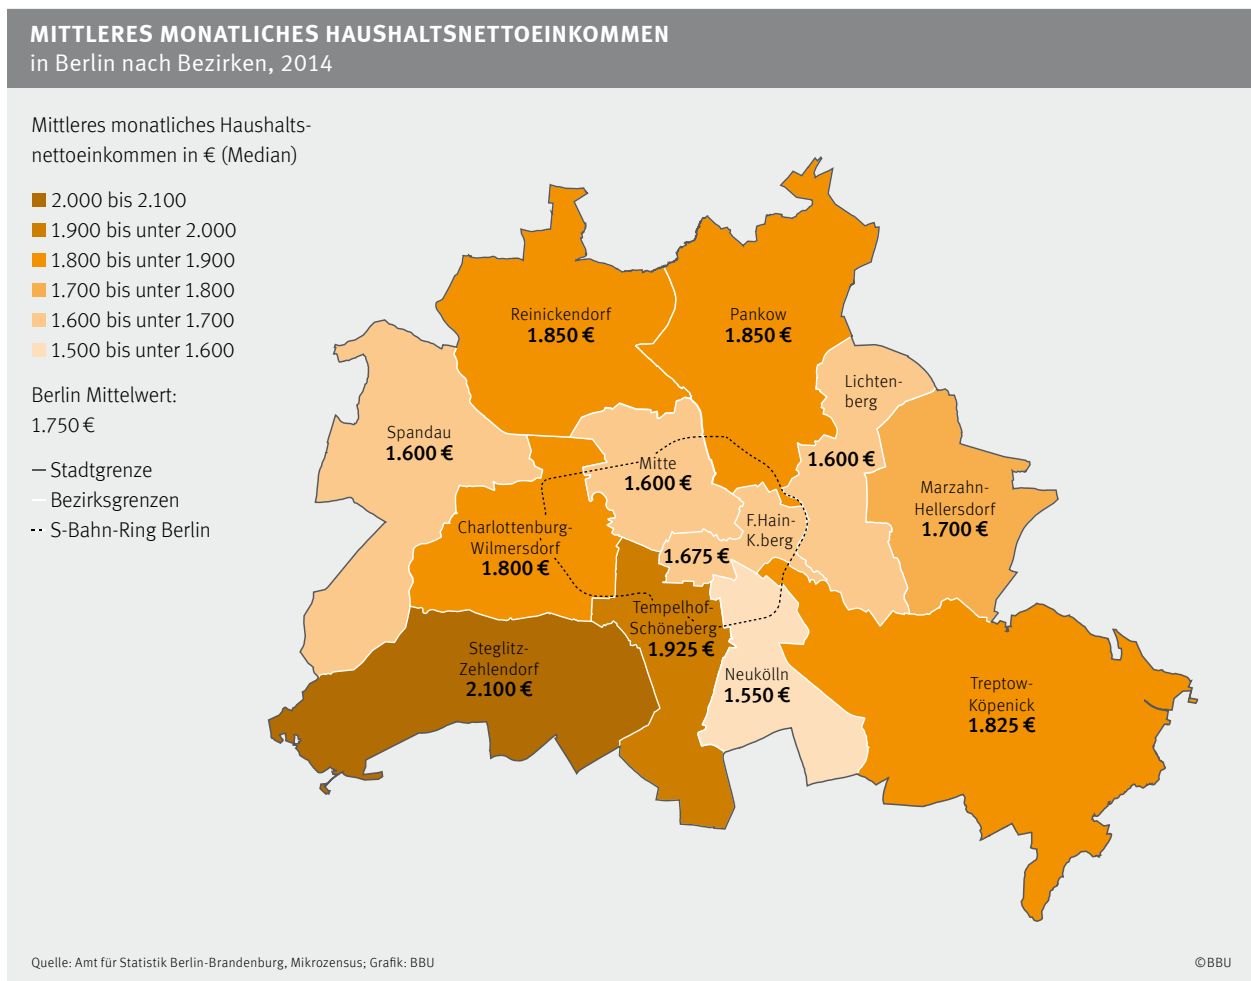 MITTLERES MONATLICHES HAUSHALTSNETTOEINKOMMEN
in Berlin nach Bezirken, 2014
Mittleres monatliches Haushalts-
nettoeinkommen in € (Median)
2.000 bis 2.100
1.900 bis unter 2.000
1.800 bis unter 1.900
1.700 bis unter 1.800
1.600 bis unter 1.700
1.500 bis unter 1.600
Berlin Mittelwert:
1.750 €
Stadtgrenze
Bezirksgrenzen
S-Bahn-Ring Berlin
Reinickendorf
1.850 €
Pankow
1.850 €
Lichten-
berg
1.600 €
Spandau
1.600 €
Mitte
1.600 €
Marzahn-
Hellersdorf
1.700 €
Charlottenburg-
Wilmersdorf
1.800 €
F.Hain-
K.berg
1.675 €
Tempelhof-
Schöneberg
1.925 €
Steglitz-
Zehlendorf
2.100 €
Neukölln
1.550 €
Treptow-
Köpenick
1.825 €
Quelle: Amt für Statistik Berlin-Brandenburg, Mikrozensus; Grafik: BBU
©BBU